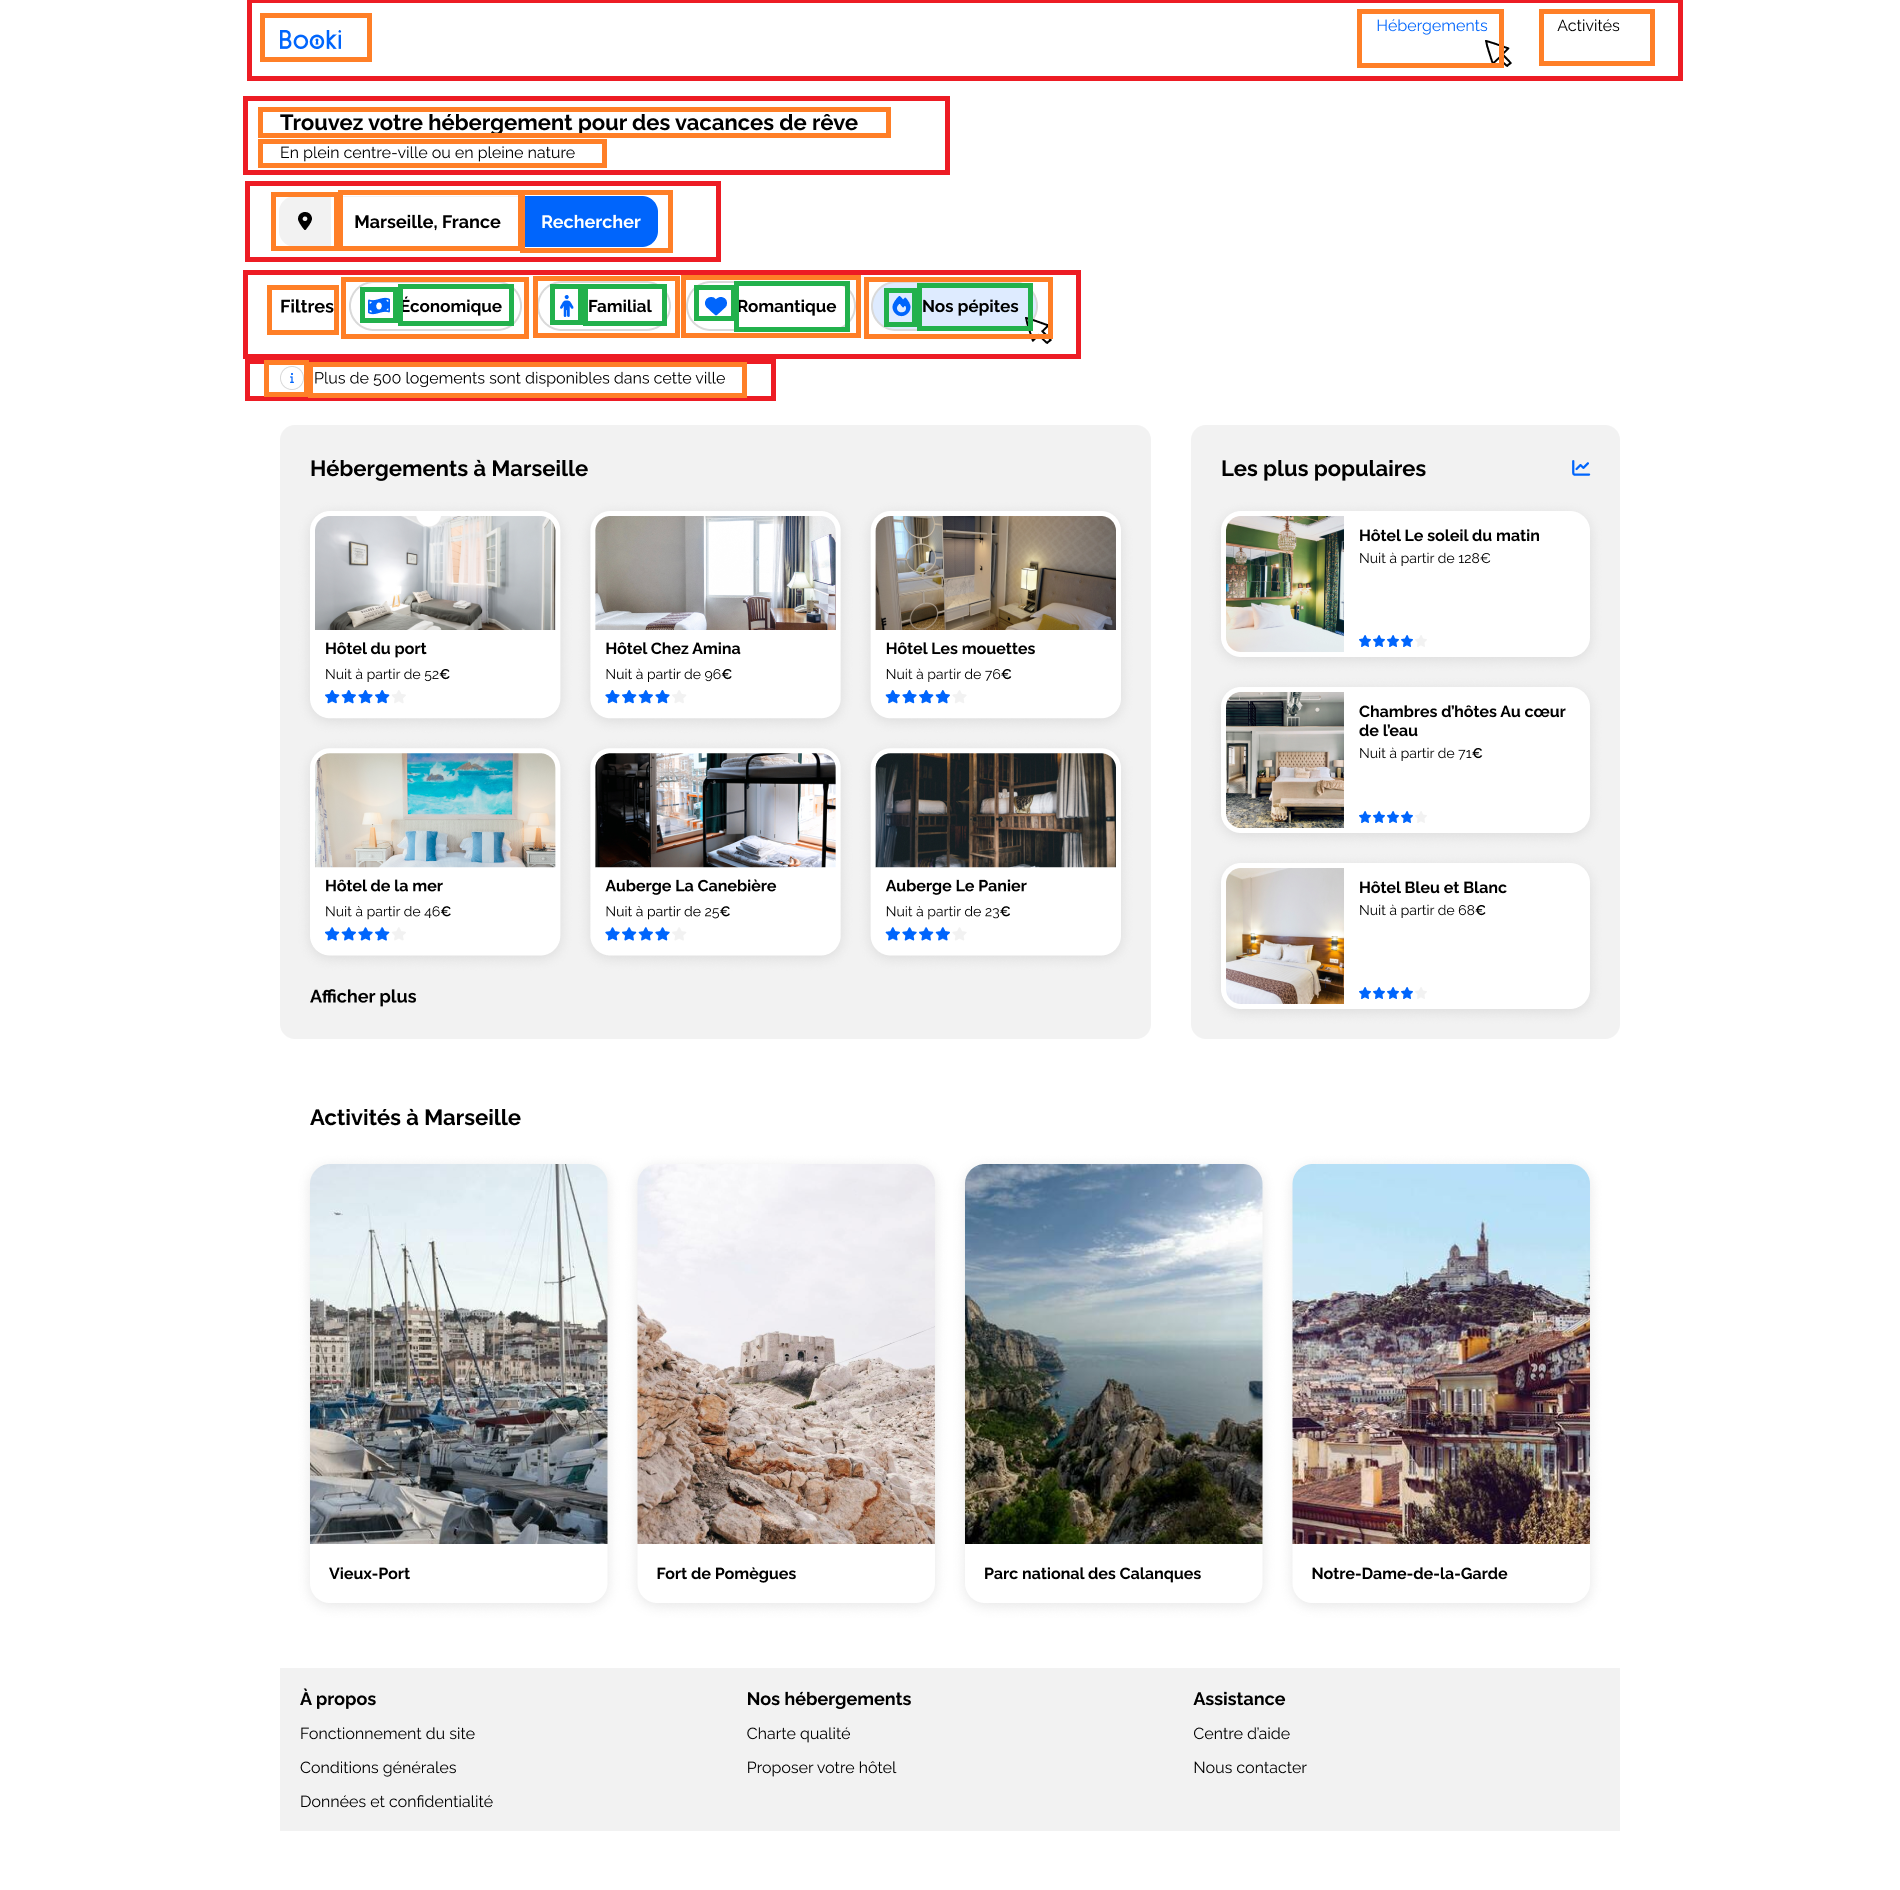 Booki
Hébergements
Activités
Trouvez votre hébergement pour des vacances de rêve
En plein centre-ville ou en pleine nature
Marseille, France
Rechercher
Filtres
Économique
Familial
Romantique
Nos pépites
Plus de 500 logements sont disponibles dans cette ville
Hébergements à Marseille
Hôtel du port
Nuit à partir de 52€
Hôtel Chez Amina
Nuit à partir de 96€
Hôtel Les mouettes
Nuit à partir de 76€
Hôtel de la mer
Nuit à partir de 46€
Auberge La Canebière
Nuit à partir de 25€
Auberge Le Panier
Nuit à partir de 23€
Afficher plus
Les plus populaires
Hôtel Le soleil du matin
Nuit à partir de 128€
Chambres d’hôtes Au cœur
de l’eau
Nuit à partir de 71€
Hôtel Bleu et Blanc
Nuit à partir de 68€
Activités à Marseille
Vieux-Port
Fort de Pomègues
Parc national des Calanques
Notre-Dame-de-la-Garde
À propos
Fonctionnement du site
Conditions générales
Données et confidentialité
Nos hébergements
Charte qualité
Proposer votre hôtel
Assistance
Centre d’aide
Nous contacter